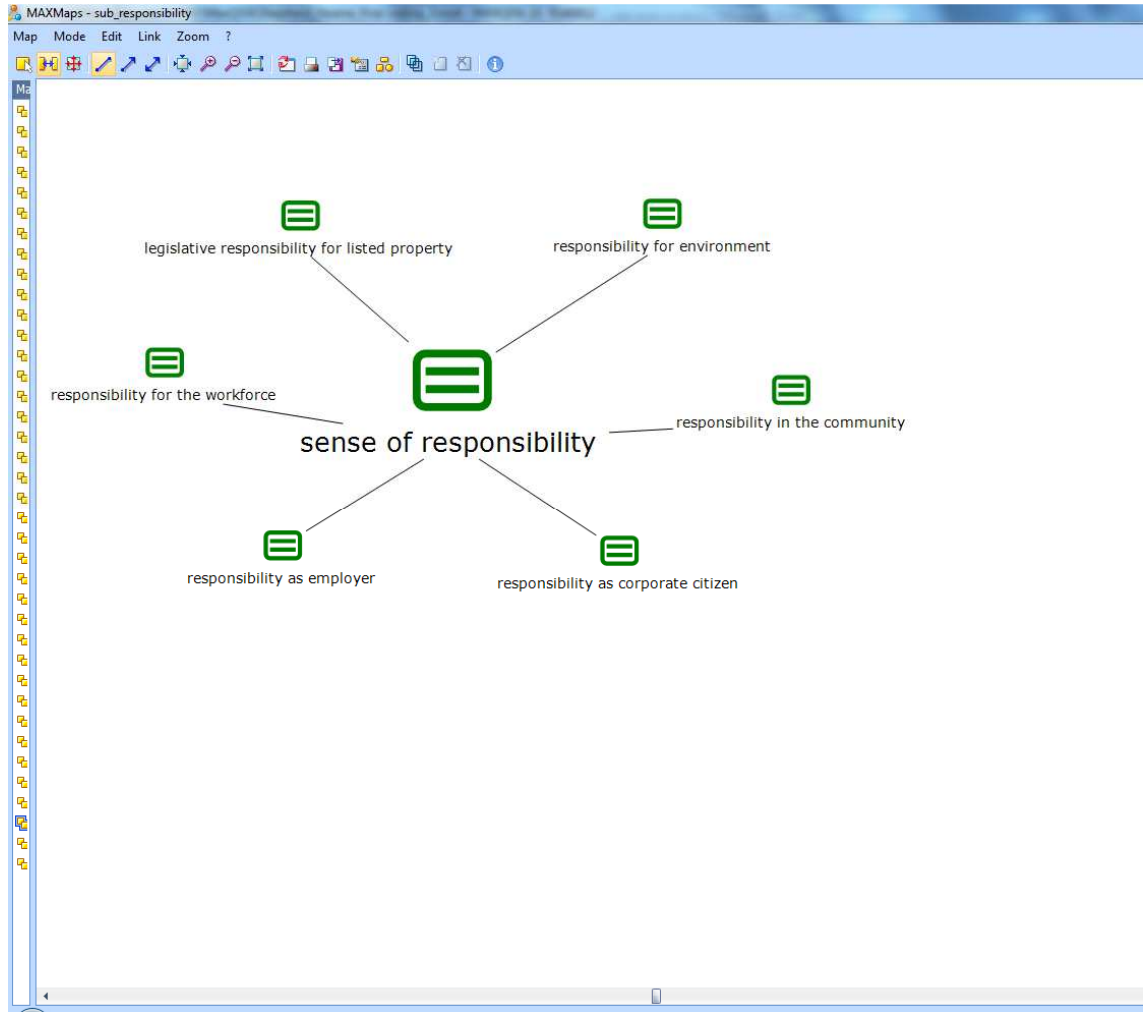 MAXMaps - sub_responsibility
Map Mode Edit Link Zoom ?
Ma
legislative responsibility for listed property
responsibility for environment
responsibility for the workforce
responsibility in the community
sense of responsibility
responsibility as employer
responsibility as corporate citizen